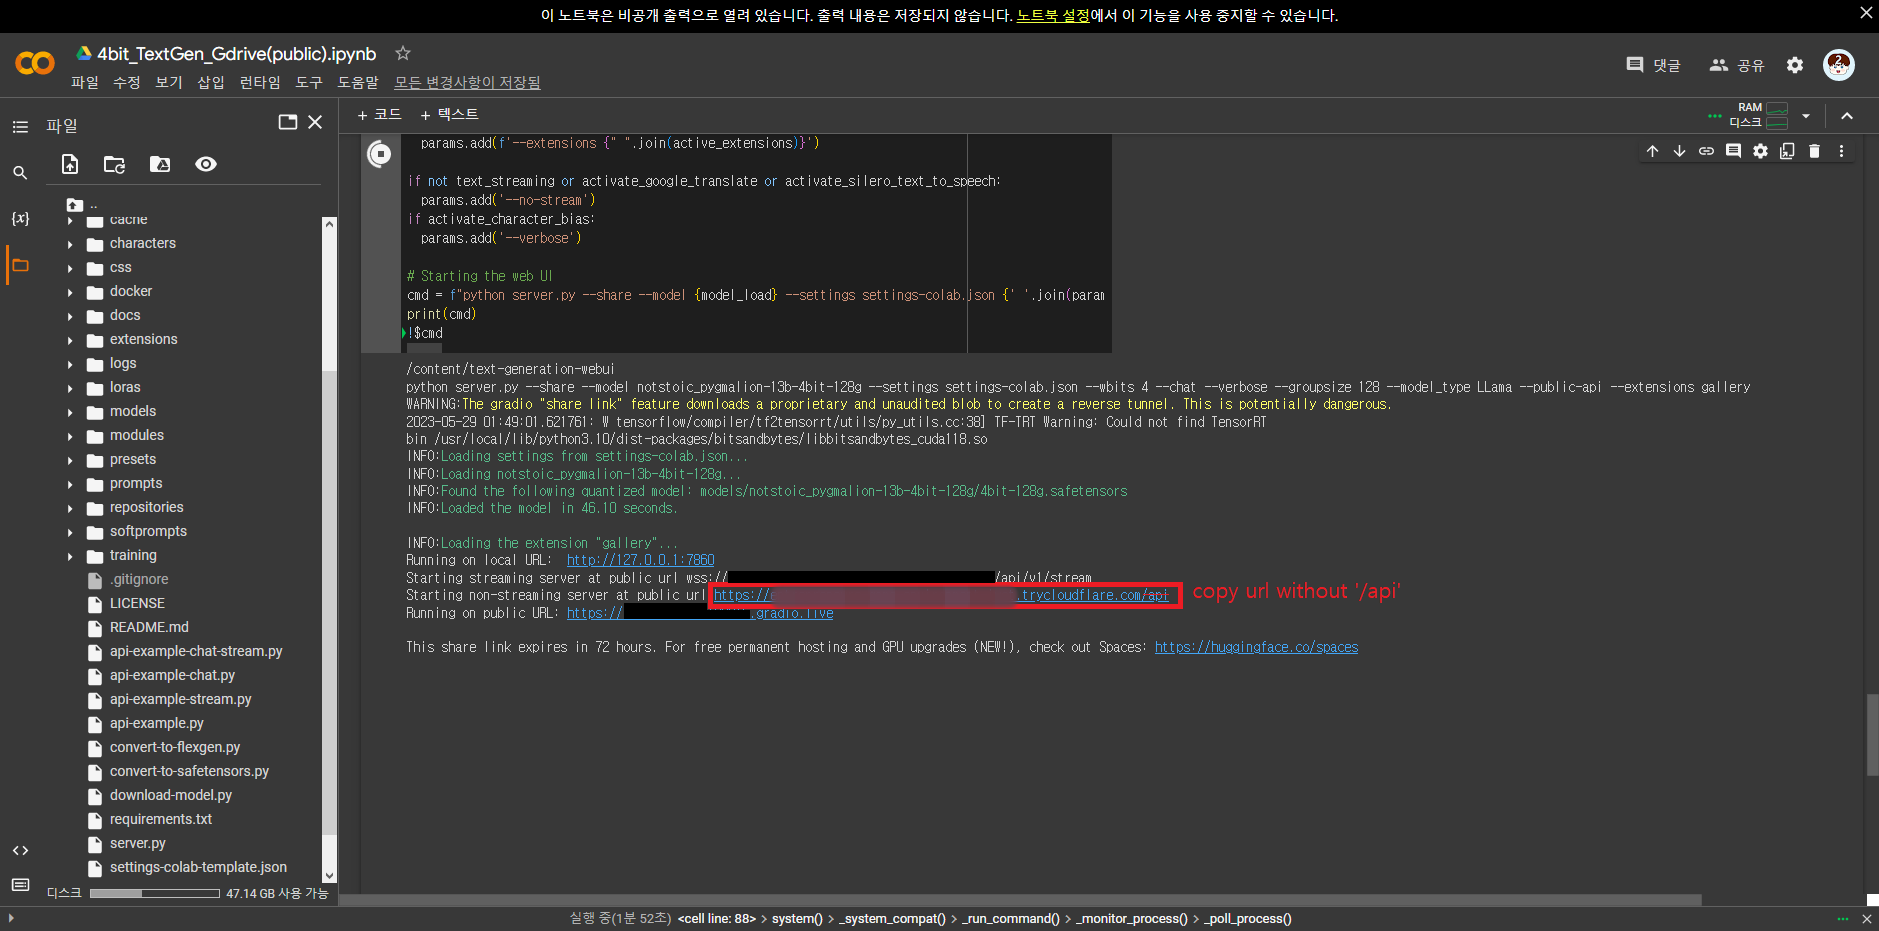 이 노트북은 비공개 출력으로 열려 있습니다. 출력 내용은 저장되지 않습니다. 노트북 설정에서 이 기능을 사용 중지할 수 있습니다.
4bit_TextGen_Gdrive(public).ipynb
파일 수정 보기 삽입 런타임 도구 도움말 모든 변경사항이 저장됨
댓글 공유
+ 코드 + 텍스트
RAM
디스크
파일
{x}
..
cache
characters
css
docker
docs
extensions
logs
loras
models
modules
presets
prompts
repositories
softprompts
training
.gitignore
LICENSE
README.md
api-example-chat-stream.py
api-example-chat.py
api-example-stream.py
api-example.py
convert-to-flexgen.py
convert-to-safetensors.py
download-model.py
requirements.txt
server.py
settings-colab-template.json
디스크 47.14 GB 사용 가능
params.add(f'--extensions {" ".join(active_extensions)}')
if not text_streaming or activate_google_translate or activate_silero_text_to_speech:
params.add('--no-stream')
if activate_character_bias:
params.add('--verbose')
# Starting the web UI
cmd = f"python server.py --share --model {model_load} --settings settings-colab.json {' '.join(param
print(cmd)
!$cmd
/content/text-generation-webui
python server.py --share --model notstoic_pygmalion-13b-4bit-128g --settings settings-colab.json --wbits 4 --chat --verbose --groupsize 128 --model_type LLama --public-api --extensions gallery
WARNING:The gradio "share link" feature downloads a proprietary and unaudited blob to create a reverse tunnel. This is potentially dangerous.
2023-05-29 01:49:01.621761: W tensorflow/compiler/tf2tensorrt/utils/py_utils.cc:38] TF-TRT Warning: Could not find TensorRT
bin /usr/local/lib/python3.10/dist-packages/bitsandbytes/libbitsandbytes_cuda118.so
INFO:Loading settings from settings-colab.json...
INFO:Loading notstoic_pygmalion-13b-4bit-128g...
INFO:Found the following quantized model: models/notstoic_pygmalion-13b-4bit-128g/4bit-128g.safetensors
INFO:Loaded the model in 46.10 seconds.
INFO:Loading the extension "gallery"...
Running on local URL: http://127.0.0.1:7860
Starting streaming server at public url wss:// /api/v1/stream
Starting non-streaming server at public url https:// .trycloudflare.com/api copy url without '/api'
Running on public URL: https:// .gradio.live
This share link expires in 72 hours. For free permanent hosting and GPU upgrades (NEW!), check out Spaces: https://huggingface.co/spaces
실행 중(1분 52초) <cell line: 88> > system() > _system_compat() > _run_command() > _monitor_process() > _poll_process()